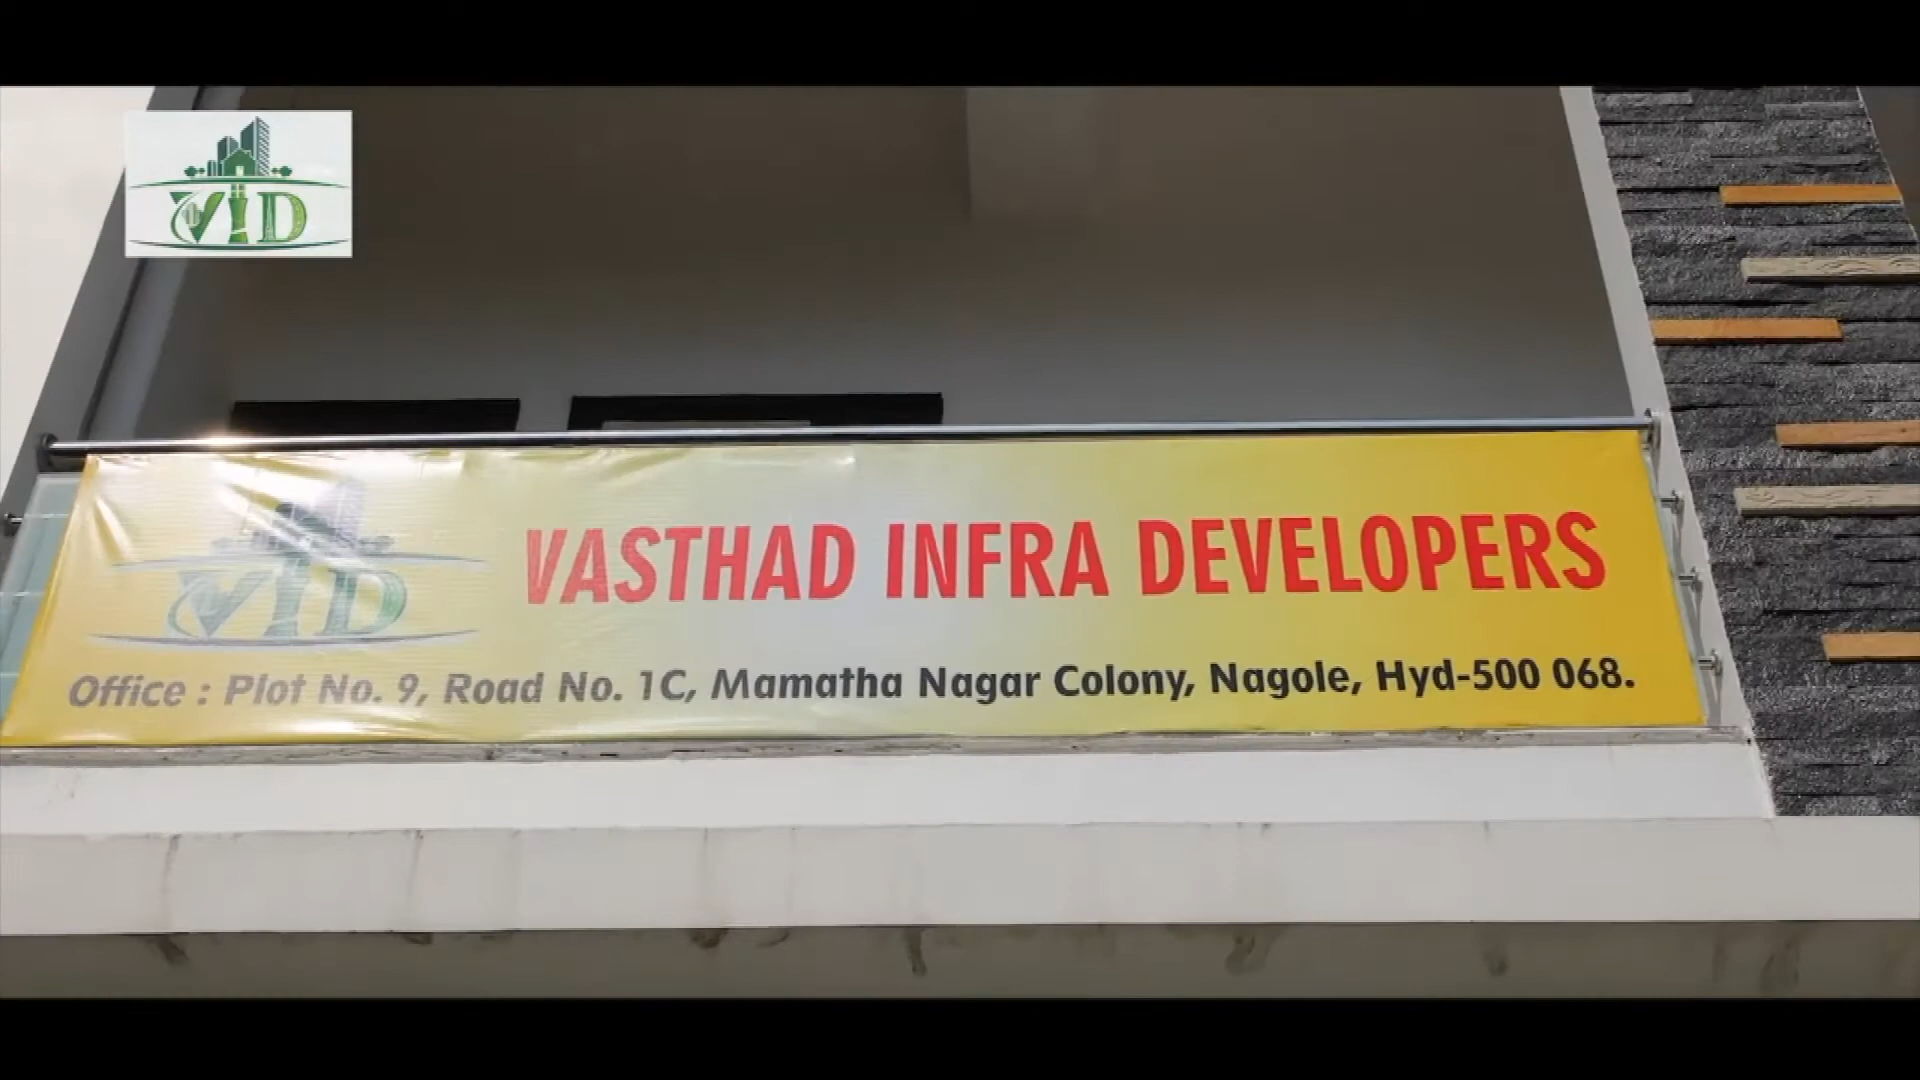 VID
VID
VASTHAD INFRA DEVELOPERS
Office : Plot No. 9, Road No. 1C, Mamatha Nagar Colony, Nagole, Hyd-500 068.